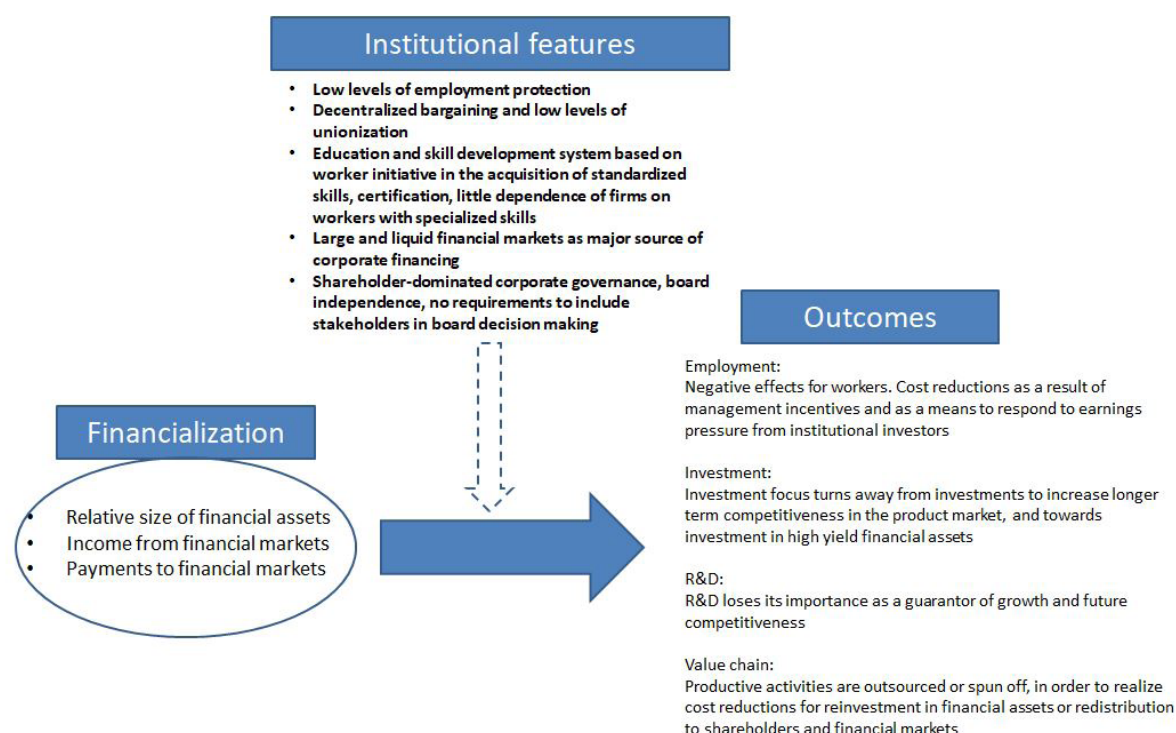 Institutional features
• Low levels of employment protection
• Decentralized bargaining and low levels of
unionization
• Education and skill development system based on
worker initiative in the acquisition of standardized
skills, certification, little dependence of firms on
workers with specialized skills
• Large and liquid financial markets as major source of
corporate financing
• Shareholder-dominated corporate governance, board
independence, no requirements to include
stakeholders in board decision making
Financialization
• Relative size of financial assets
• Income from financial markets
• Payments to financial markets
Outcomes
Employment:
Negative effects for workers. Cost reductions as a result of
management incentives and as a means to respond to earnings
pressure from institutional investors
Investment:
Investment focus turns away from investments to increase longer
term competitiveness in the product market, and towards
investment in high yield financial assets
R&D:
R&D loses its importance as a guarantor of growth and future
competitiveness
Value chain:
Productive activities are outsourced or spun off, in order to realize
cost reductions for reinvestment in financial assets or redistribution
to shareholders and financial markets